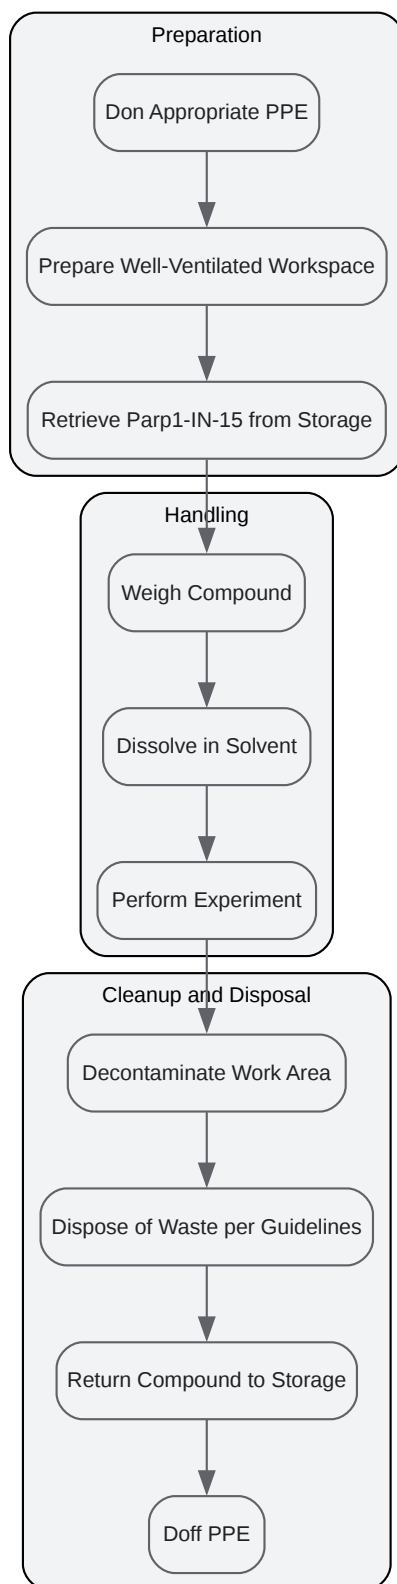 Preparation
Don Appropriate PPE
Prepare Well-Ventilated Workspace
Retrieve Parp1-IN-15 from Storage
Handling
Weigh Compound
Dissolve in Solvent
Perform Experiment
Cleanup and Disposal
Decontaminate Work Area
Dispose of Waste per Guidelines
Return Compound to Storage
Doff PPE